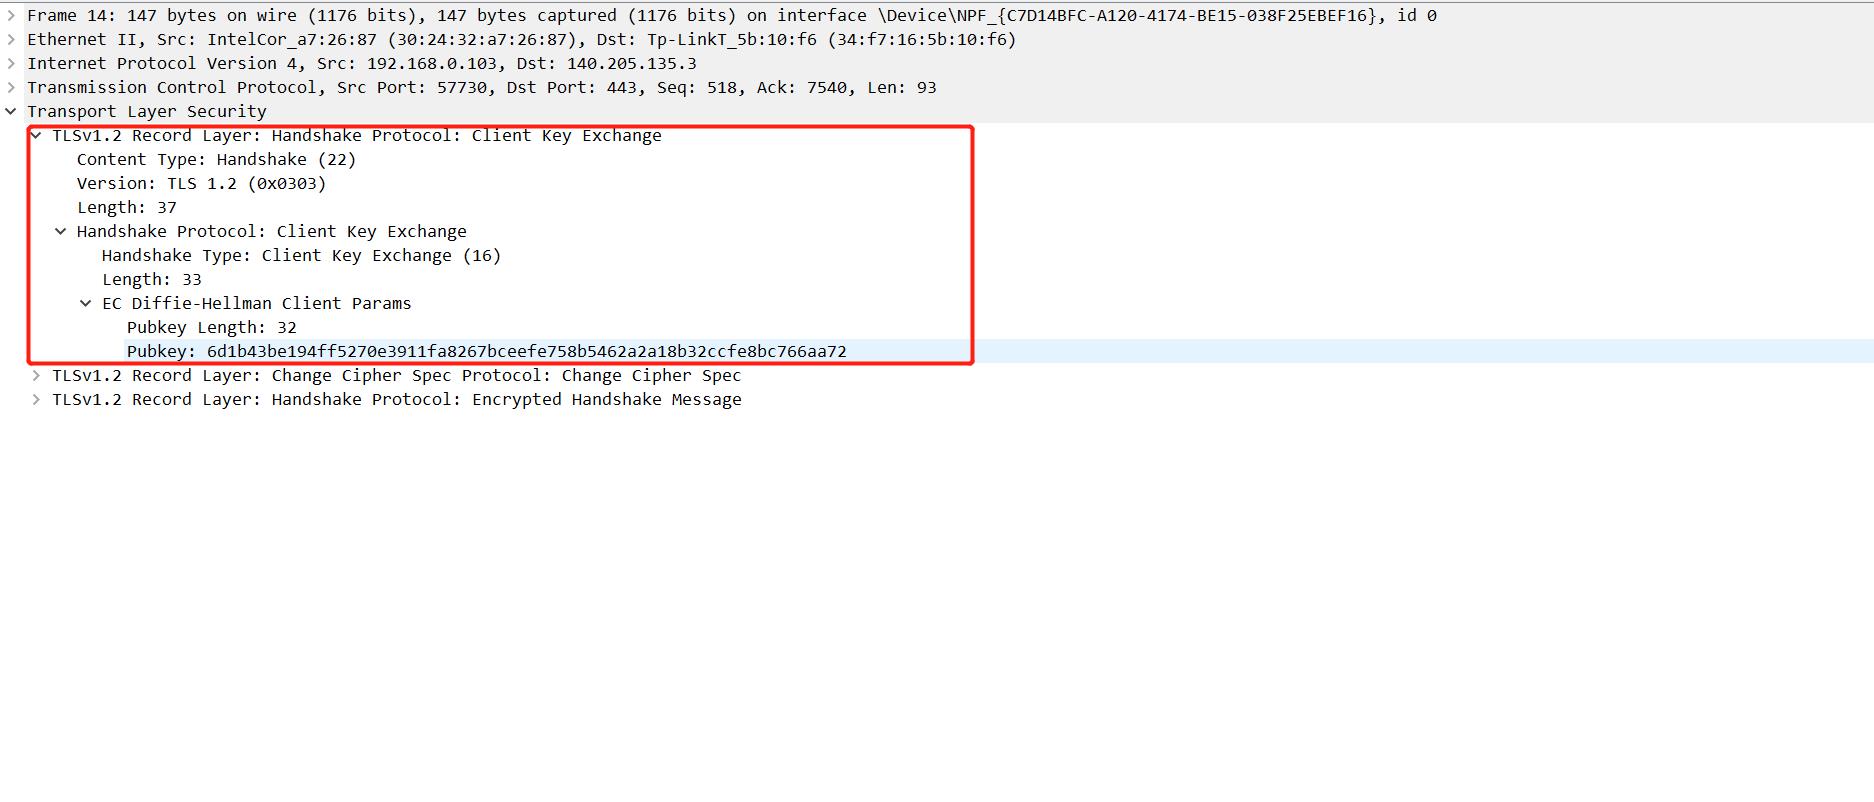 Frame 14: 147 bytes on wire (1176 bits), 147 bytes captured (1176 bits) on interface \Device\NPF_{C7D14BFC-A120-4174-BE15-038F25EBEF16}, id 0
Ethernet II, Src: IntelCor_a7:26:87 (30:24:32:a7:26:87), Dst: Tp-LinkT_5b:10:f6 (34:f7:16:5b:10:f6)
Internet Protocol Version 4, Src: 192.168.0.103, Dst: 140.205.135.3
Transmission Control Protocol, Src Port: 57730, Dst Port: 443, Seq: 518, Ack: 7540, Len: 93
Transport Layer Security
TLSv1.2 Record Layer: Handshake Protocol: Client Key Exchange
Content Type: Handshake (22)
Version: TLS 1.2 (0x0303)
Length: 37
Handshake Protocol: Client Key Exchange
Handshake Type: Client Key Exchange (16)
Length: 33
EC Diffie-Hellman Client Params
Pubkey Length: 32
Pubkey: 6d1b43be194ff5270e3911fa8267bceefe758b5462a2a18b32ccfe8bc766aa72
TLSv1.2 Record Layer: Change Cipher Spec Protocol: Change Cipher Spec
TLSv1.2 Record Layer: Handshake Protocol: Encrypted Handshake Message